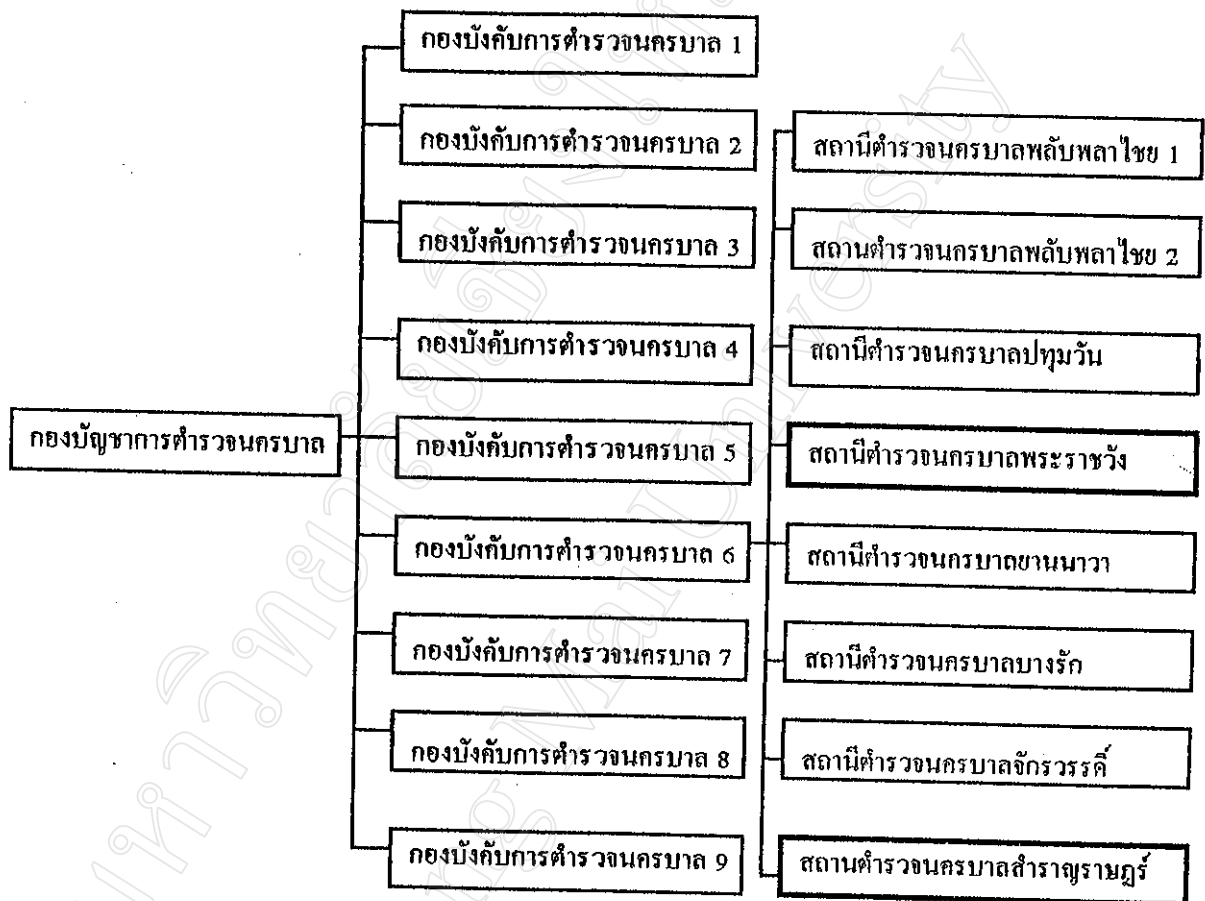 กองบังคับการตำรวจนครบาล 1
กองบังคับการตำรวจนครบาล 2
กองบังคับการตำรวจนครบาล 3
กองบังคับการตำรวจนครบาล 4
กองบัญชาการตำรวจนครบาล
กองบังคับการตำรวจนครบาล 5
กองบังคับการตำรวจนครบาล 6
กองบังคับการตำรวจนครบาล 7
กองบังคับการตำรวจนครบาล 8
กองบังคับการตำรวจนครบาล 9
สถานีตำรวจนครบาลพลับพลาไชย 1
สถานตำรวจนครบาลพลับพลาไชย 2
สถานีตำรวจนครบาลปทุมวัน
สถานีตำรวจนครบาลพระราชวัง
สถานีตำรวจนครบาลยานนาวา
สถานีตำรวจนครบาลบางรัก
สถานีตำรวจนครบาลจักรวรรดิ์
สถานตำรวจนครบาลสำราญราษฎร์
Mai University